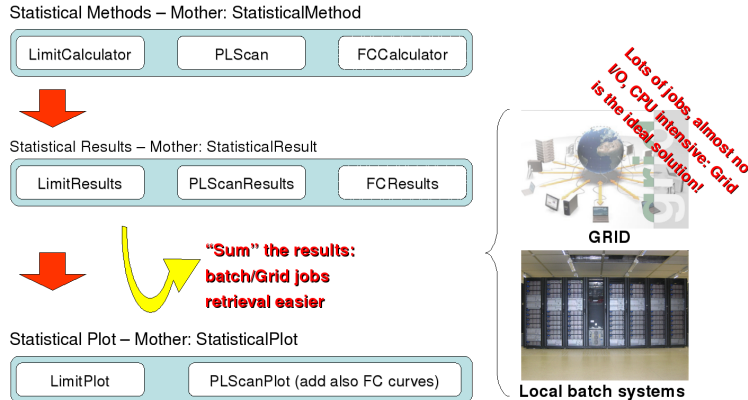 Statistical Methods – Mother: StatisticalMethod
LimitCalculator
PLScan
FCCalculator
Lots of jobs, almost no
I/O, CPU intensive: Grid
is the ideal solution!
Statistical Results – Mother: StatisticalResult
LimitResults
PLScanResults
FCResults
GRID
“Sum” the results:
batch/Grid jobs
retrieval easier
Statistical Plot – Mother: StatisticalPlot
LimitPlot
PLScanPlot (add also FC curves)
Local batch systems